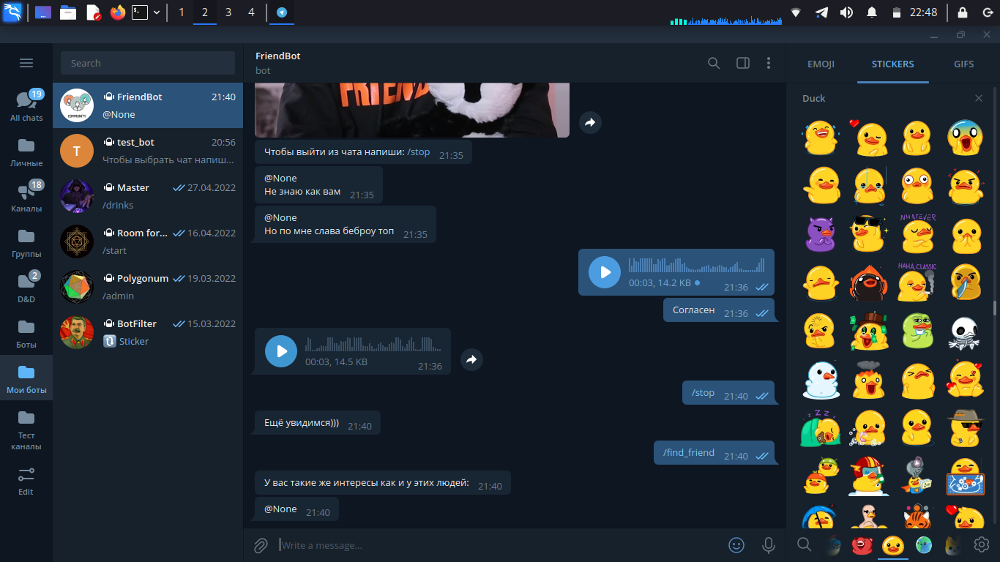 1 2 3 4
22:48
Search
FriendBot
bot
EMOJI STICKERS GIFS
19
All chats
Личные
18
Каналы
Группы
2
D&D
Боты
Мои боты
Тест
каналы
Edit
COMMUNITY
FriendBot 21:40
@None
T
test_bot 20:56
Чтобы выбрать чат напиш...
Master 27.04.2022
/drinks
Room for... 16.04.2022
/start
Polygonum 19.03.2022
/admin
BotFilter 15.03.2022
Sticker
FRIEND
Чтобы выйти из чата напиши: /stop 21:35
@None
Не знаю как вам 21:35
@None
Но по мне слава беброу топ 21:35
00:03, 14.2 KB 21:36
Согласен 21:36
00:03, 14.5 KB 21:36
/stop 21:40
Ещё увидимся))) 21:40
/find_friend 21:40
У вас такие же интересы как и у этих людей: 21:40
@None 21:40
Write a message...
Duck
WHATEVER
HAHA, CLASSIC
Z Z Z